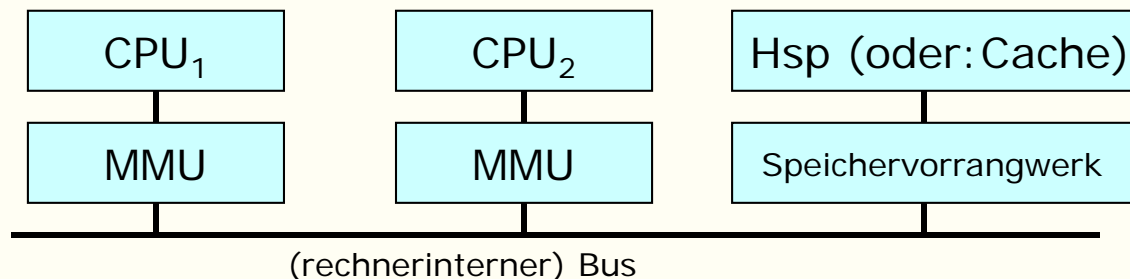 CPU₁ CPU₂ Hsp (oder: Cache)
MMU MMU Speichervorrangwerk
(rechnerinterner) Bus